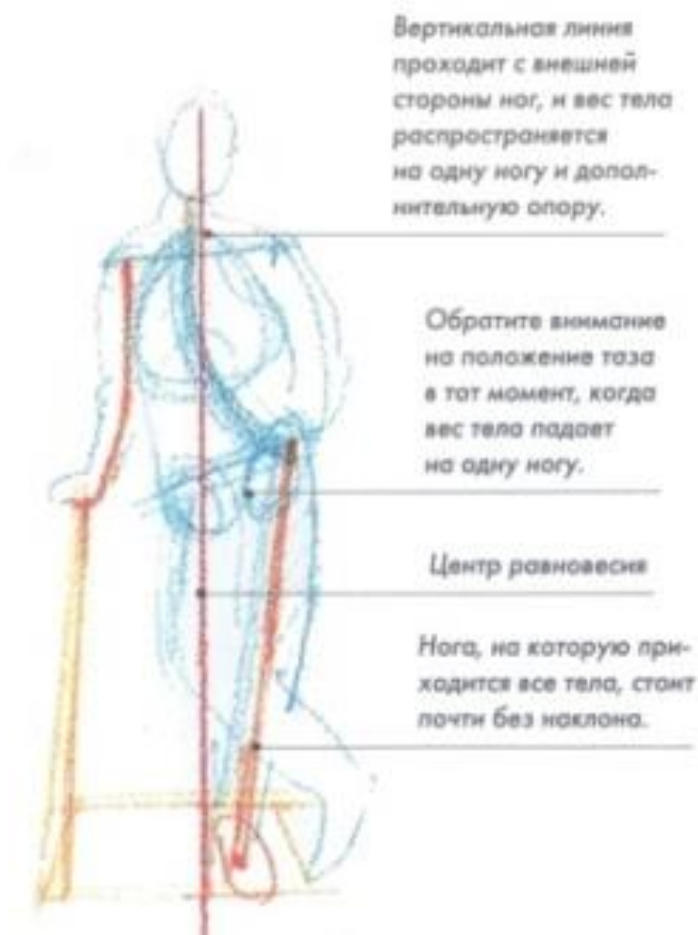 Вертикальная линия
проходит с внешней
стороны ног, и вес тела
распространяется
на одну ногу и допол-
нительную опору.
Обратите внимание
на положение таза
в тот момент, когда
вес тела падает
на одну ногу.
Центр равновесия
Нога, на которую при-
ходится все тела, стоит
почти без наклона.